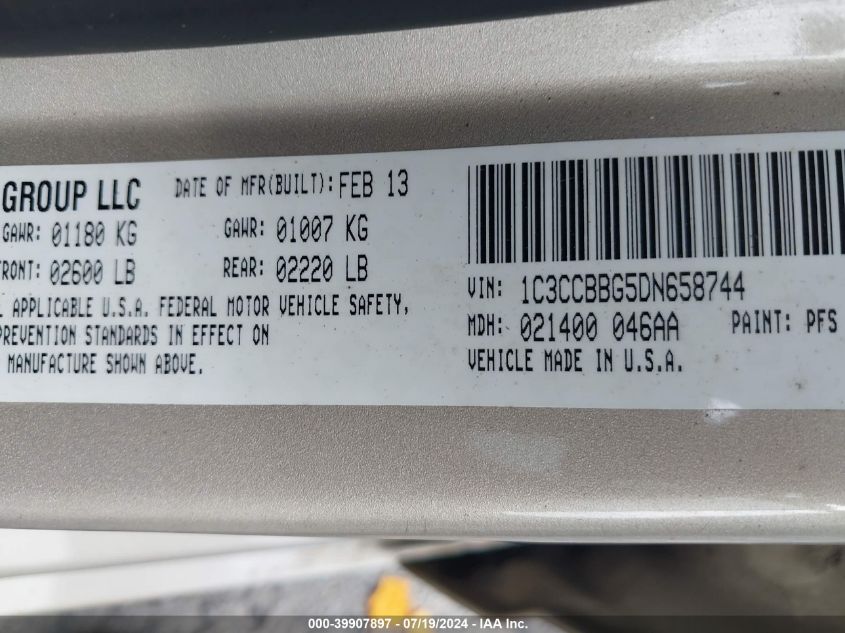 GROUP LLC DATE OF MFR(BUILT): FEB 13
GAWR: 01180 KG GAWR: 01007 KG
FRONT: 02600 LB REAR: 02220 LB
APPLICABLE U.S.A. FEDERAL MOTOR VEHICLE SAFETY,
PREVENTION STANDARDS IN EFFECT ON
MANUFACTURE SHOWN ABOVE.
VIN: 1C3CCBBG5DN658744
MDH: 021400 046AA PAINT: PFS
VEHICLE MADE IN U.S.A.
000-39907897 - 07/19/2024 - IAA Inc.